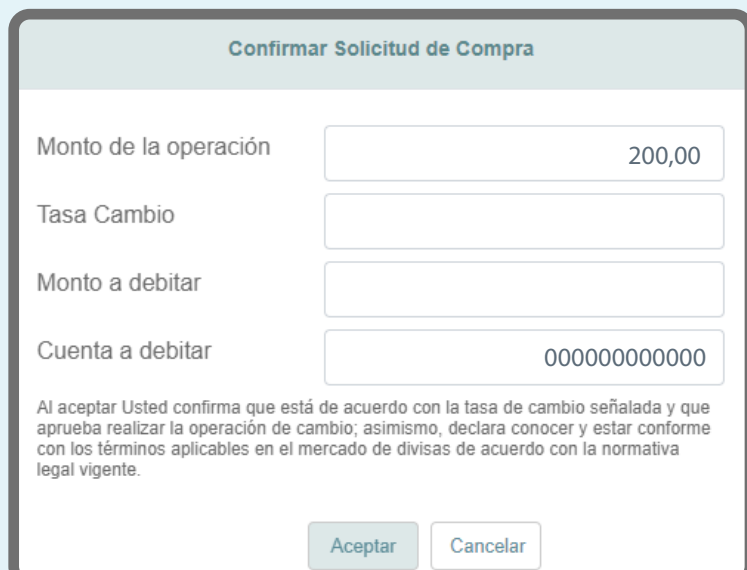 Confirmar Solicitud de Compra
Monto de la operación 200,00
Tasa Cambio
Monto a debitar
Cuenta a debitar 000000000000
Al aceptar Usted confirma que está de acuerdo con la tasa de cambio señalada y que
aprueba realizar la operación de cambio; asimismo, declara conocer y estar conforme
con los términos aplicables en el mercado de divisas de acuerdo con la normativa
legal vigente.
Aceptar Cancelar